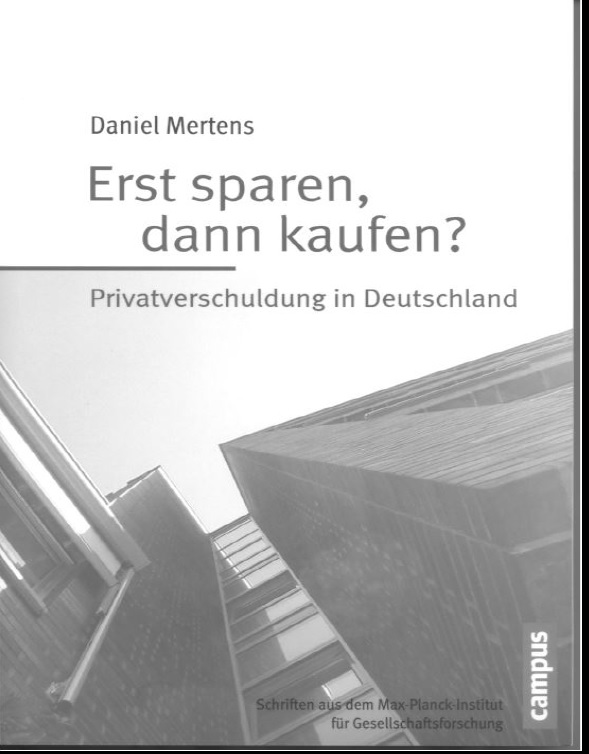 Daniel Mertens
Erst sparen,
dann kaufen?
Privatverschuldung in Deutschland
Schriften aus dem Max-Planck-Institut
für Gesellschaftsforschung
campus